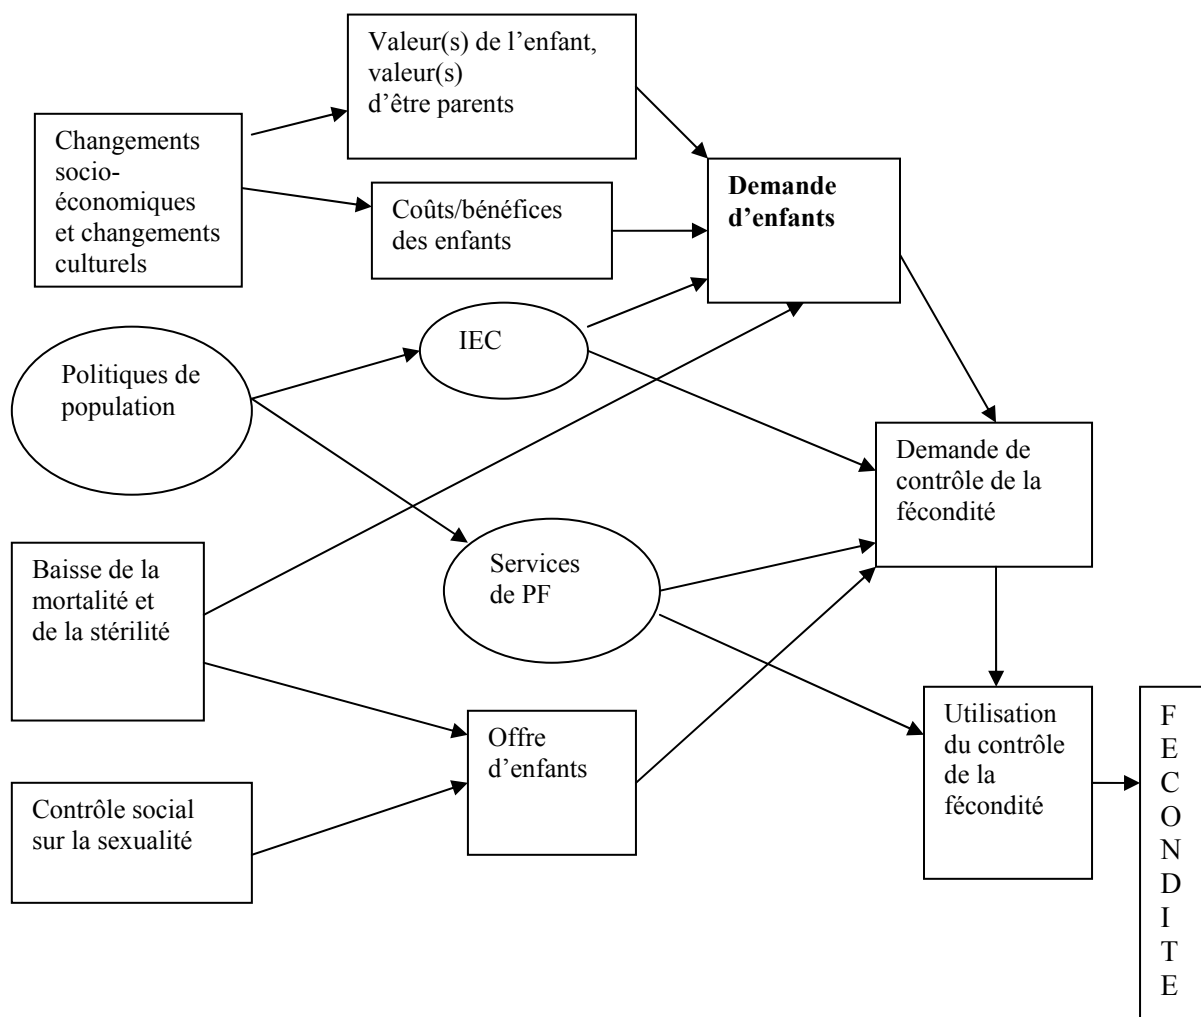 Valeur(s) de l’enfant,
valeur(s)
d’être parents
Changements
socio-
économiques
et changements
culturels
Coûts/bénéfices
des enfants
Demande
d’enfants
IEC
Politiques de
population
Demande de
contrôle de la
fécondité
Services
de PF
Baisse de la
mortalité et
de la stérilité
Offre
d’enfants
Utilisation
du contrôle
de la
fécondité
Contrôle social
sur la sexualité
F
E
C
O
N
D
I
T
E